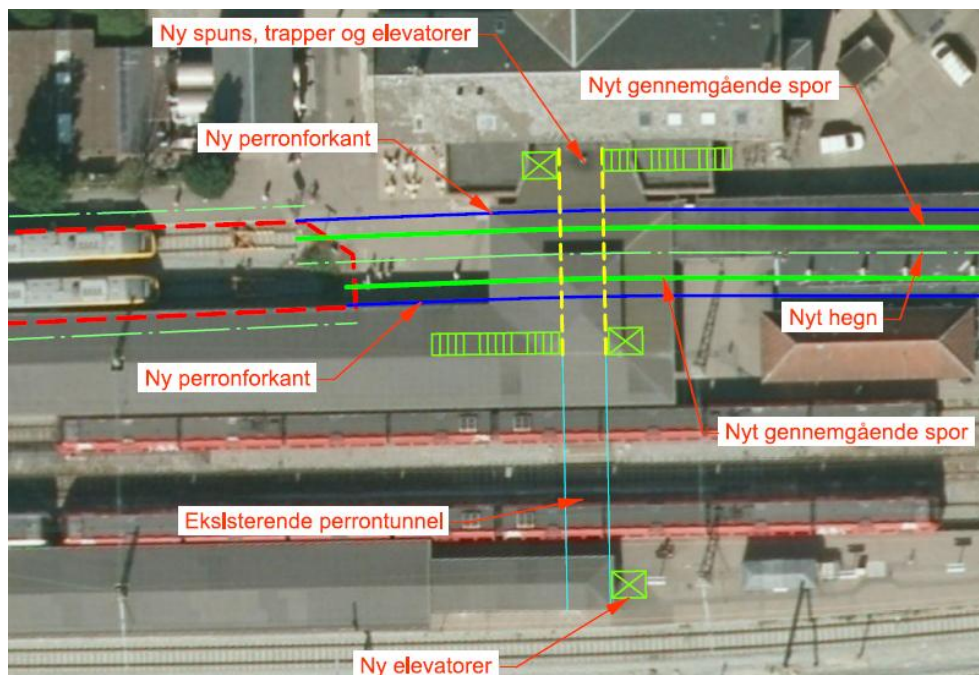 Ny spuns, trapper og elevatorer
Nyt gennemgående spor
Ny perronforkant
Nyt hegn
Ny perronforkant
Nyt gennemgående spor
Eksisterende perrontunnel
Ny elevatorer